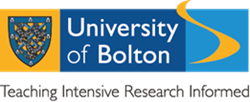 University
of Bolton
Teaching Intensive Research Informed